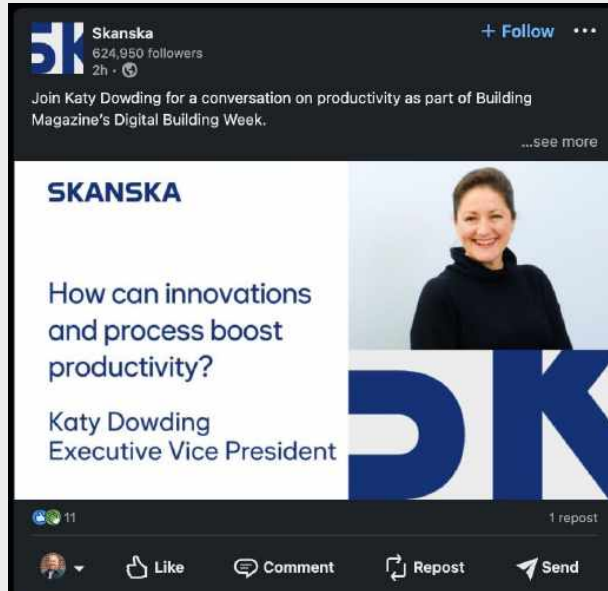 Skanska
+ Follow
624,950 followers
2h •
Join Katy Dowding for a conversation on productivity as part of Building
Magazine's Digital Building Week.
...see more
SKANSKA
How can innovations
and process boost
productivity?
Katy Dowding
Executive Vice President
SK
11
1 repost
Like
Comment
Repost
Send